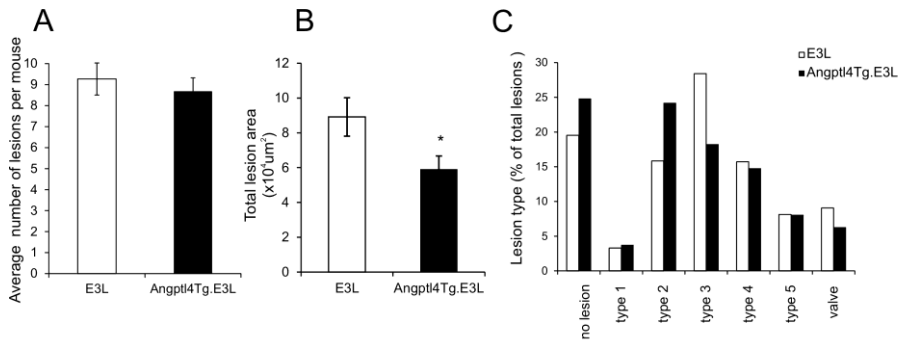 A
Average number of lesions per mouse
10
9
8
7
6
5
4
3
2
1
0
E3L
Angptl4Tg.E3L
B
Total lesion area
(x10⁴um²)
12
10
8
6
4
2
0
*
E3L
Angptl4Tg.E3L
C
Lesion type (% of total lesions )
30
25
20
15
10
5
0
no lesion
type 1
type 2
type 3
type 4
type 5
valve
E3L
Angptl4Tg.E3L